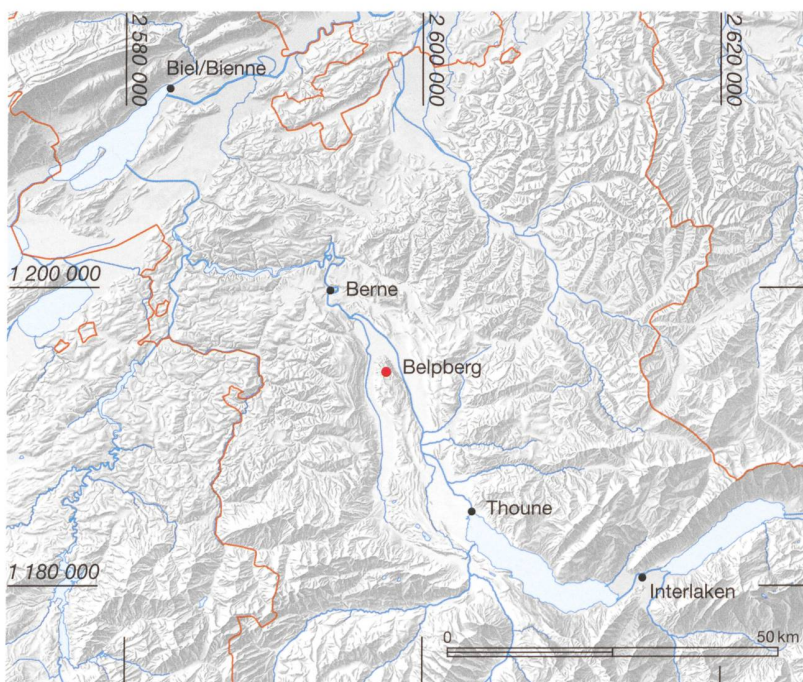 2 580 000
2 600 000
2 620 000
Biel/Bienne
1 200 000
Berne
Belpberg
Thoune
1 180 000
Interlaken
0
50 km